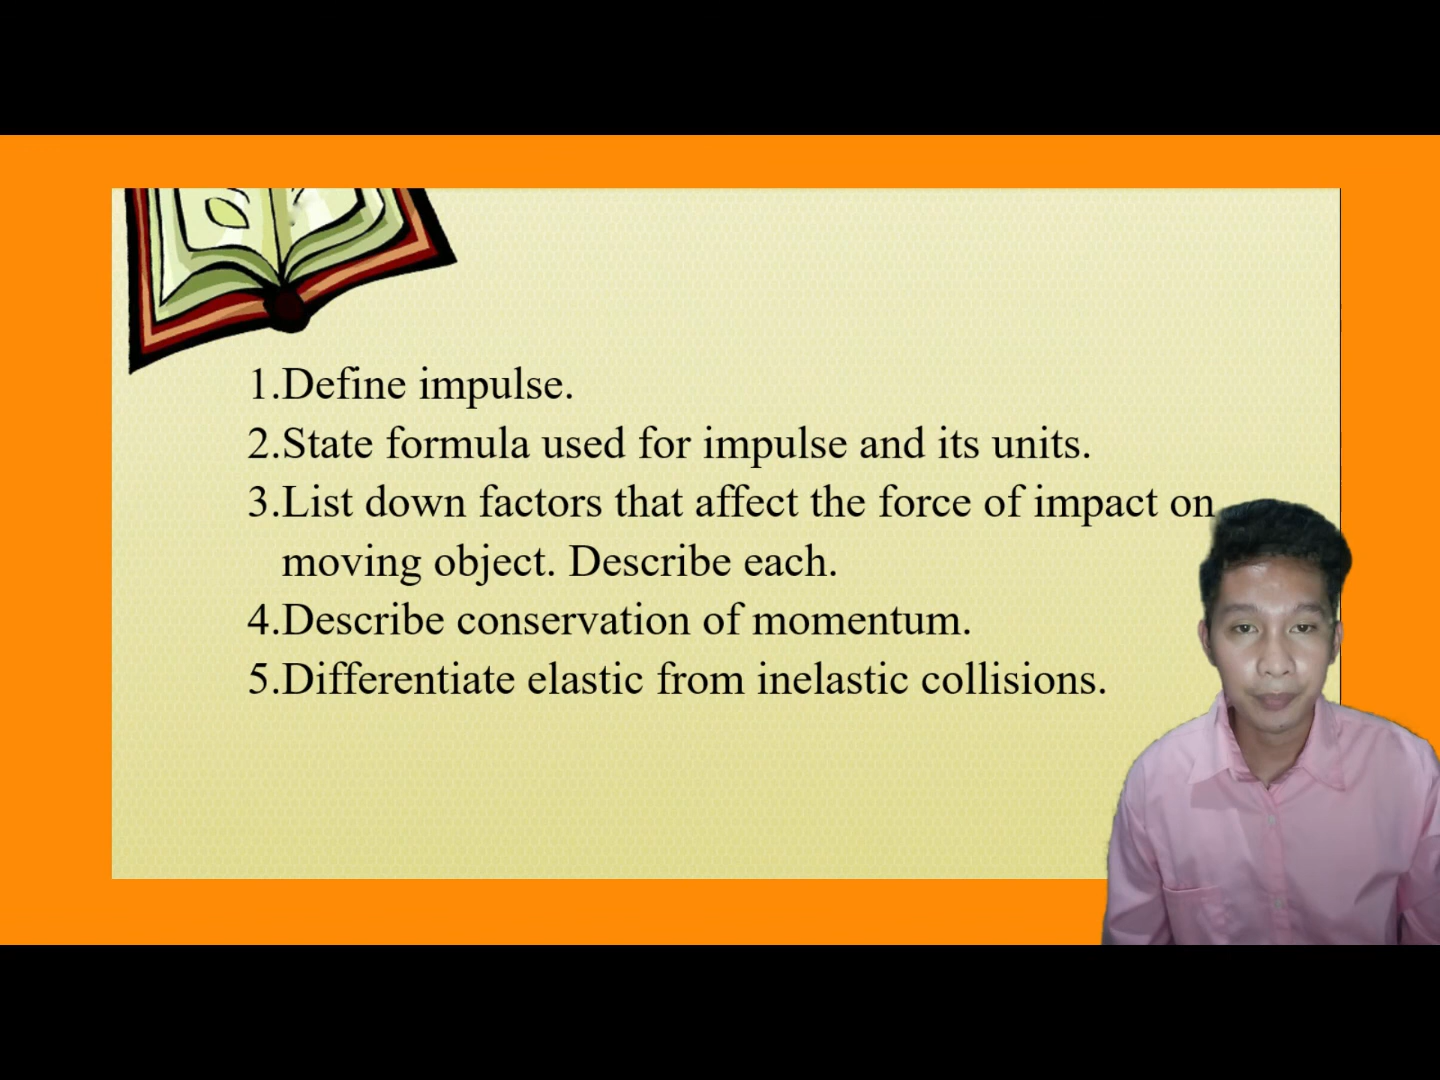 1.Define impulse.
2.State formula used for impulse and its units.
3.List down factors that affect the force of impact on
moving object. Describe each.
4.Describe conservation of momentum.
5.Differentiate elastic from inelastic collisions.